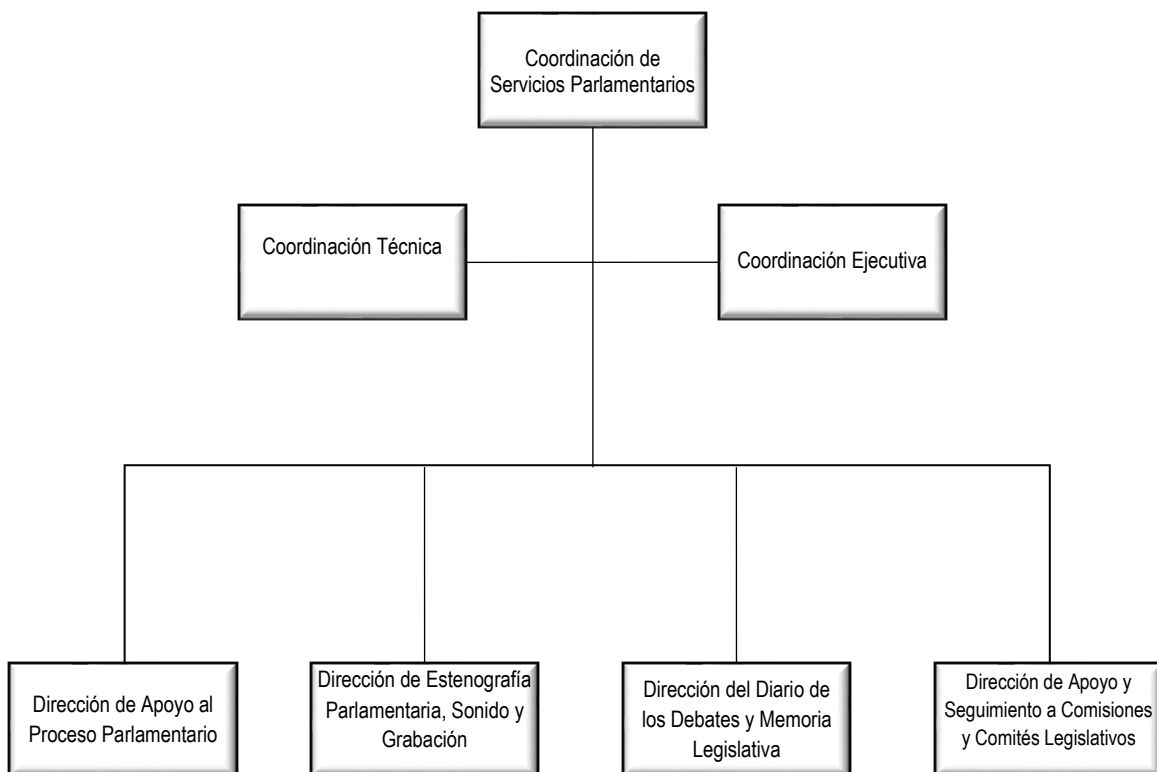 Coordinación de
Servicios Parlamentarios
Coordinación Técnica
Coordinación Ejecutiva
Dirección de Apoyo al
Proceso Parlamentario
Dirección de Estenografía
Parlamentaria, Sonido y
Grabación
Dirección del Diario de
los Debates y Memoria
Legislativa
Dirección de Apoyo y
Seguimiento a Comisiones
y Comités Legislativos